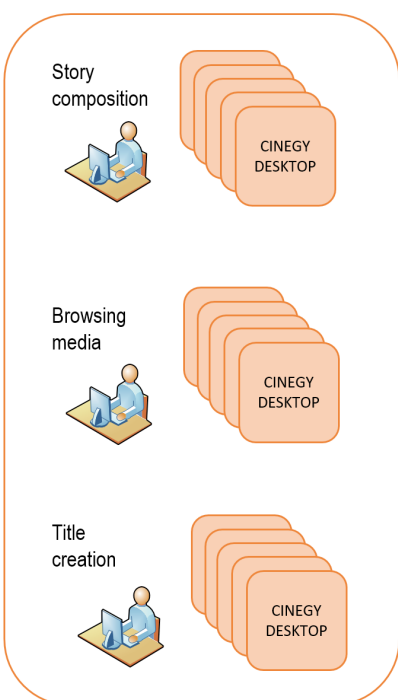 Story
composition
CINEGY
DESKTOP
Browsing
media
CINEGY
DESKTOP
Title
creation
CINEGY
DESKTOP